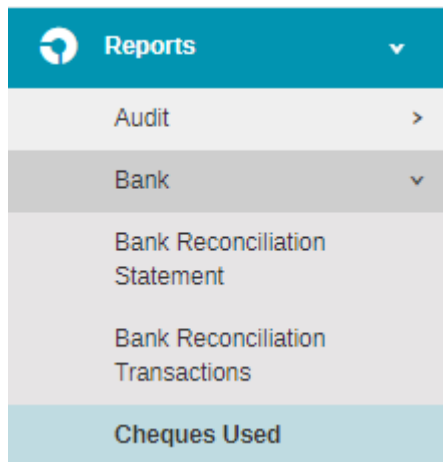 Reports
Audit
Bank
Bank Reconciliation
Statement
Bank Reconciliation
Transactions
Cheques Used